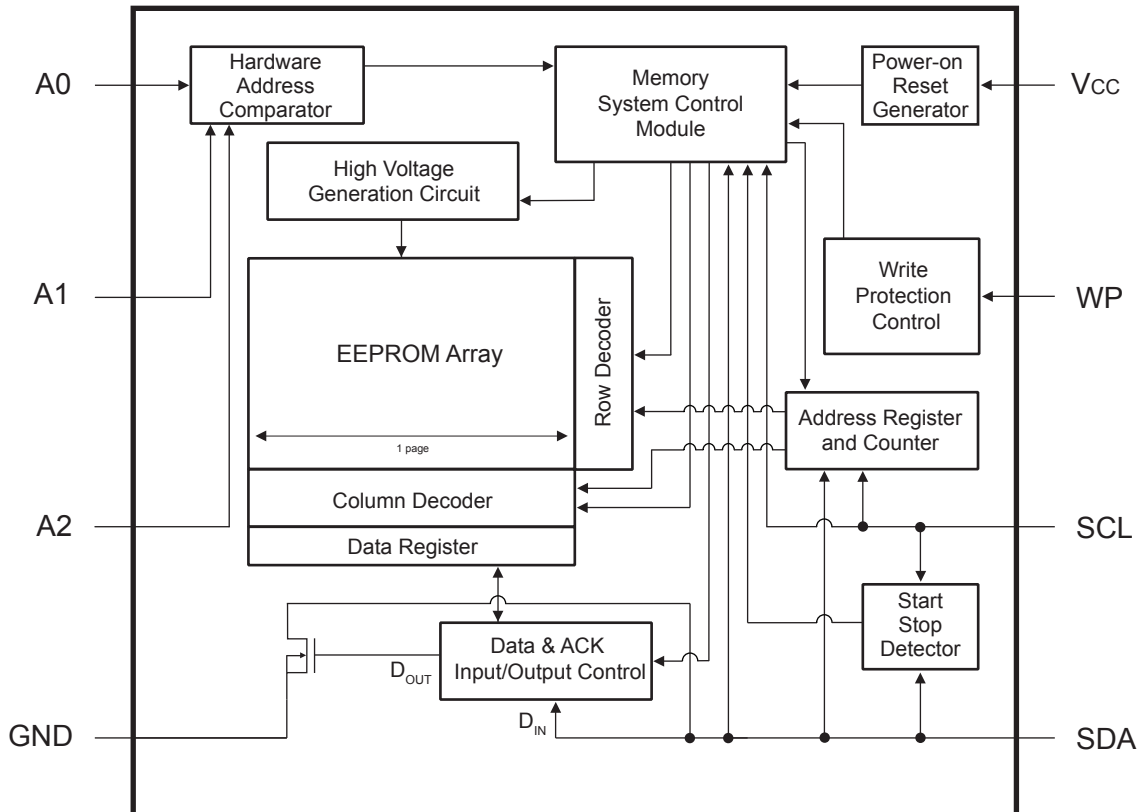 A0
Hardware
Address
Comparator
Memory
System Control
Module
Power-on
Reset
Generator
VCC
High Voltage
Generation Circuit
A1
EEPROM Array
Row Decoder
Write
Protection
Control
WP
1 page
Address Register
and Counter
Column Decoder
A2
Data Register
SCL
Start
Stop
Detector
Data & ACK
Input/Output Control
DOUT
DIN
GND
SDA